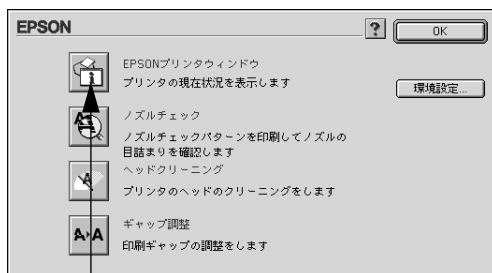 EPSON
? OK
EPSONプリンタウィンドウ
プリンタの現在状況を表示します
環境設定...
ノズルチェック
ノズルチェックパターンを印刷してノズルの
目詰まりを確認します
ヘッドクリーニング
プリンタのヘッドのクリーニングをします
ギャップ調整
印刷ギャップの調整をします